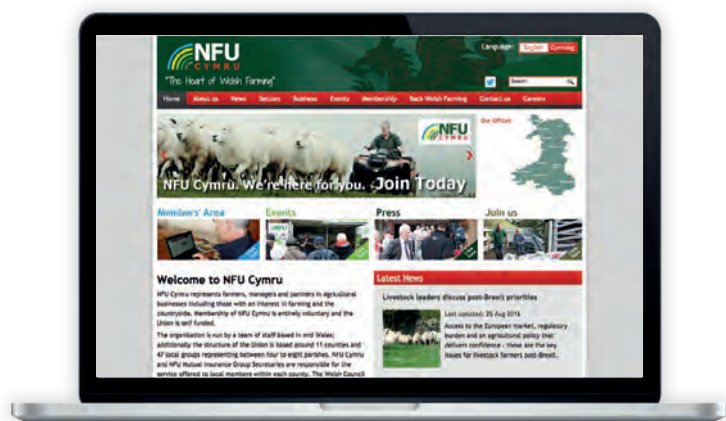 NFU
CYMRU
"The Heart of Welsh Farming"
Language: English Cymraeg
Search
Home About us News Sectors Business Events Membership Back Welsh Farming Contact us Careers
NFU
CYMRU
NFU Cymru. We're here for you. Join Today
Our Offices
Members' Area Events Press Join us
NFU
Welcome to NFU Cymru
NFU Cymru represents farmers, managers and partners in agricultural
businesses including those with an interest in farming and the
countryside. Membership of NFU Cymru is entirely voluntary and the
Union is self funded.
The organisation is run by a team of staff based in mid Wales;
additionally the structure of the Union is based around 11 counties and
47 local groups representing between four to eight parishes. NFU Cymru
and NFU Mutual Insurance Group Secretaries are responsible for the
service offered to local members within each county. The Welsh Council
Latest News
Livestock leaders discuss post-Brexit priorities
Last updated: 25 Aug 2016
Access to the European market, regulatory
burden and an agricultural policy that
delivers confidence - these are the key
issues for livestock farmers post-Brexit.